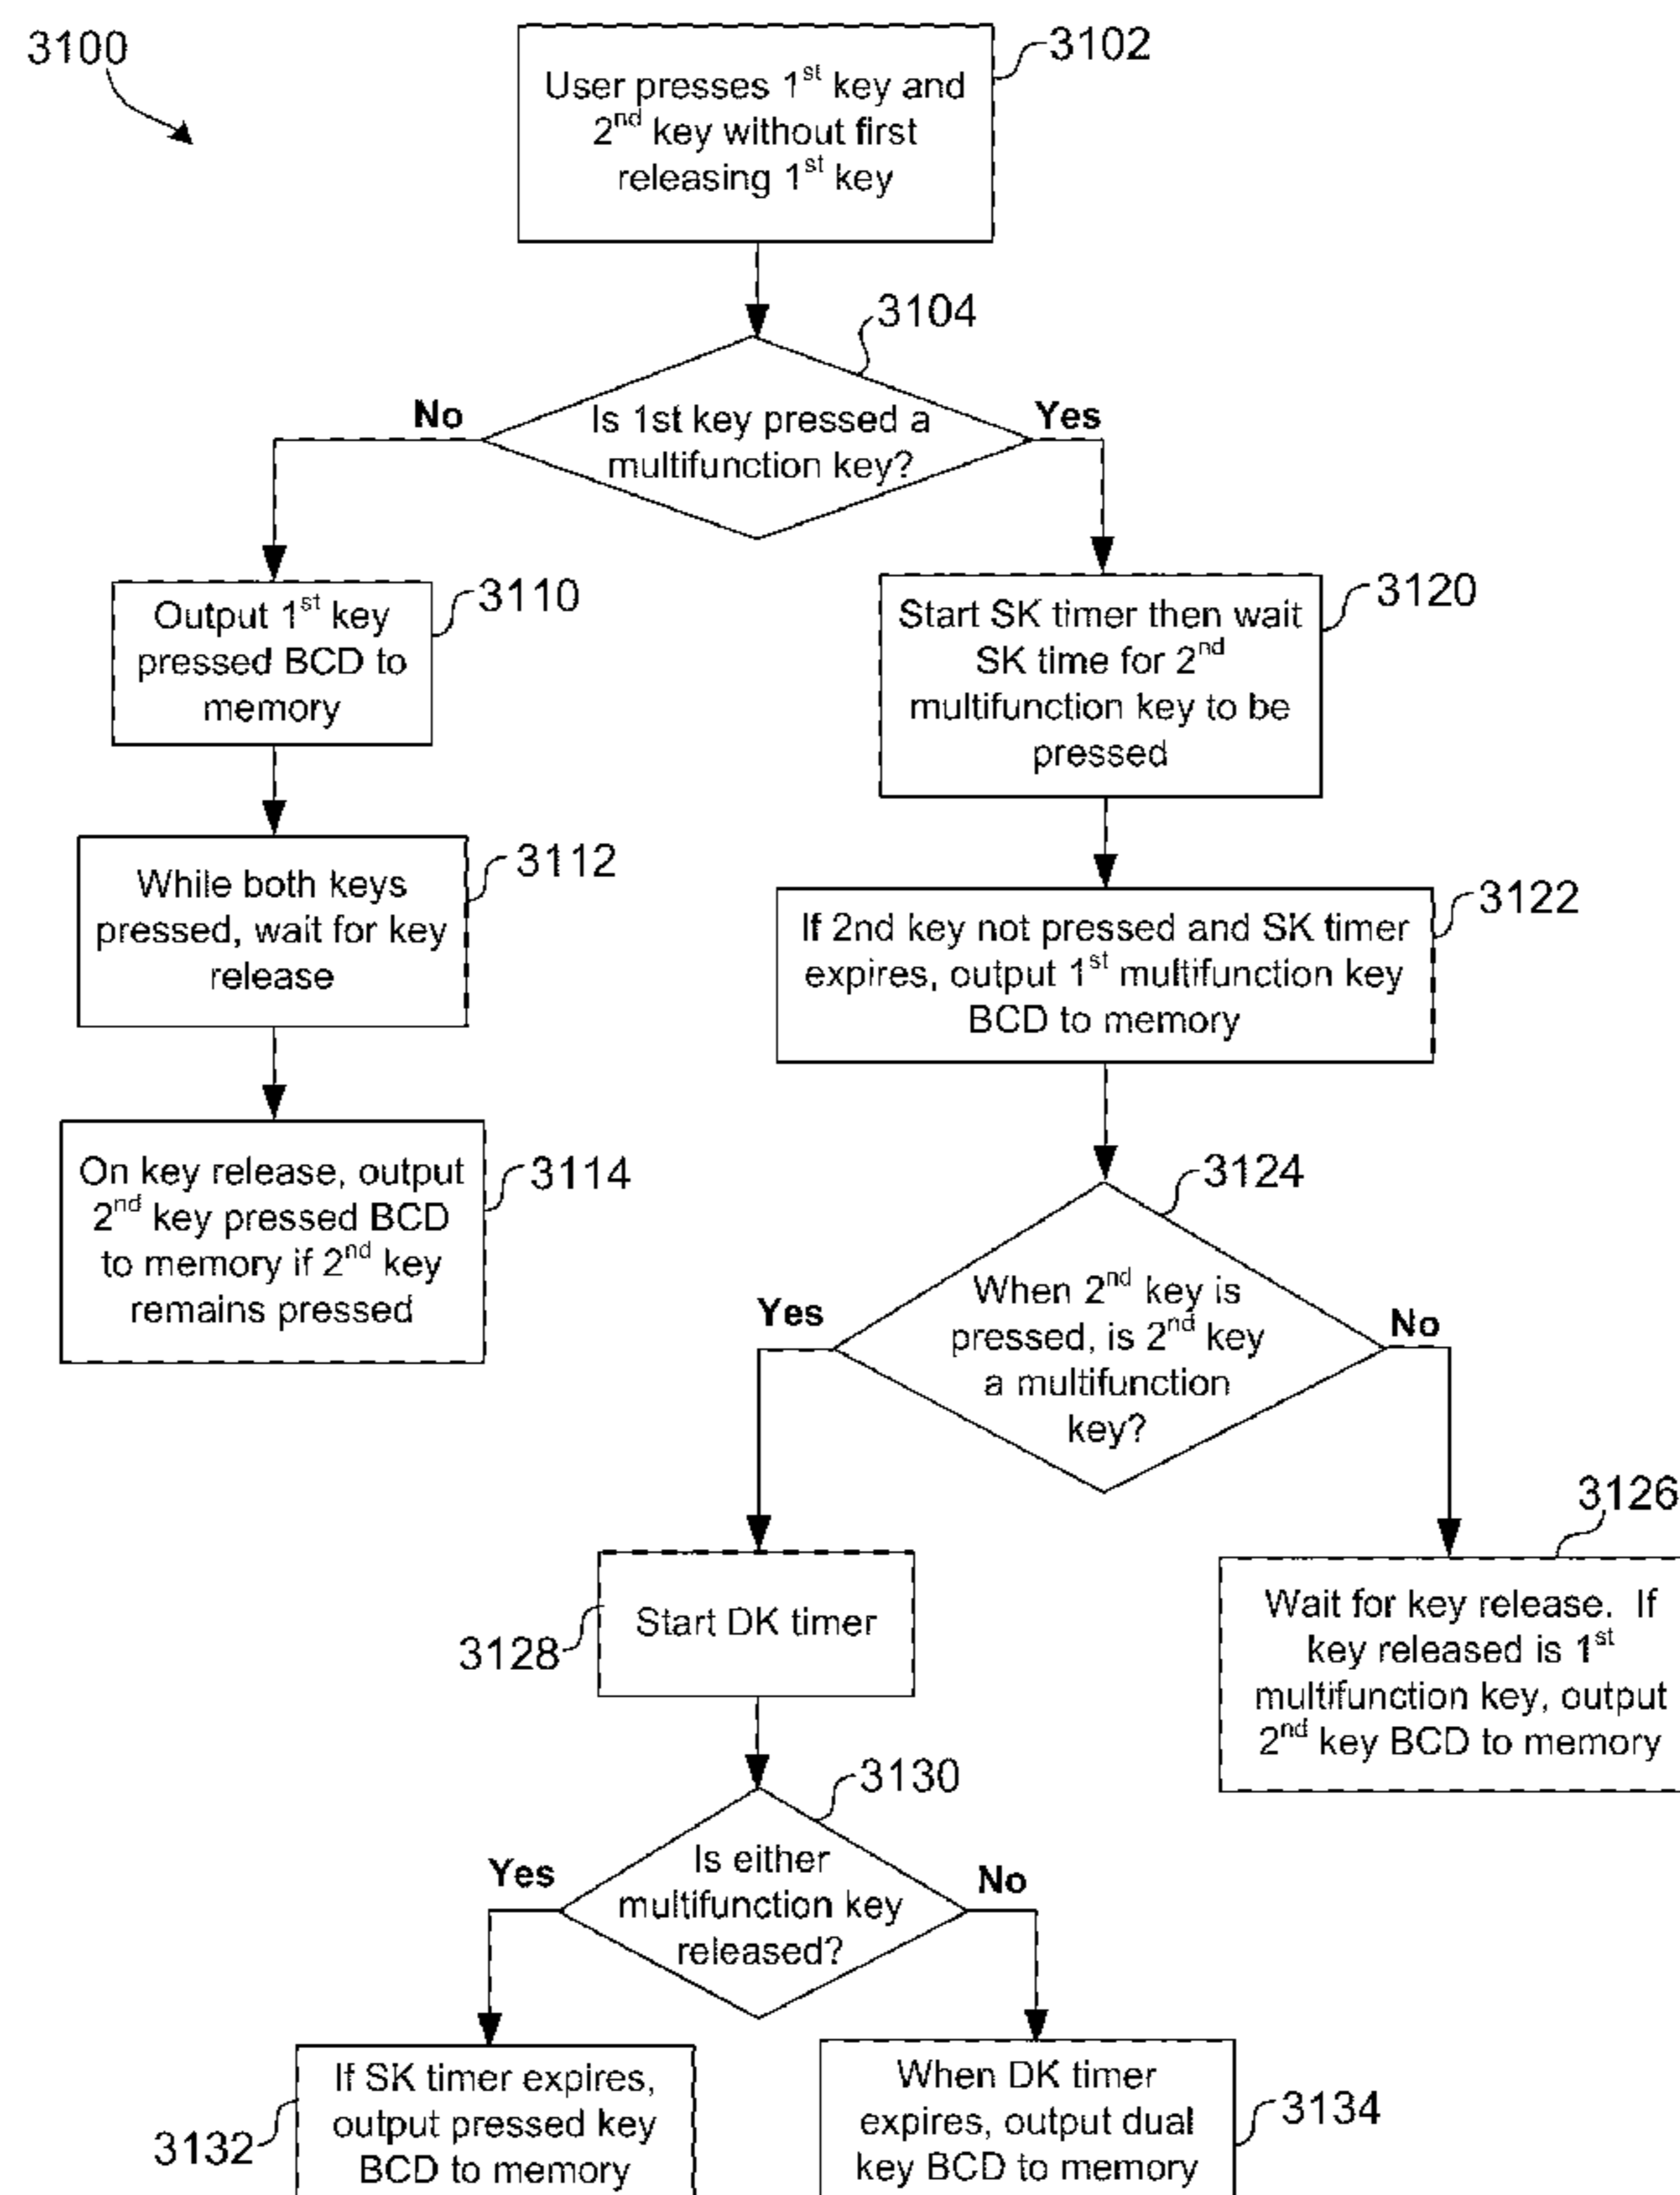 3100
3102
User presses 1st key and
2nd key without first
releasing 1st key
3104
No
Is 1st key pressed a
multifunction key?
Yes
3110
Output 1st key
pressed BCD to
memory
3120
Start SK timer then wait
SK time for 2nd
multifunction key to be
pressed
3112
While both keys
pressed, wait for key
release
3122
If 2nd key not pressed and SK timer
expires, output 1st multifunction key
BCD to memory
3114
On key release, output
2nd key pressed BCD
to memory if 2nd key
remains pressed
3124
Yes
When 2nd key is
pressed, is 2nd key
a multifunction
key?
No
3126
Wait for key release. If
key released is 1st
multifunction key, output
2nd key BCD to memory
3128
Start DK timer
3130
Yes
Is either
multifunction key
released?
No
3132
If SK timer expires,
output pressed key
BCD to memory
When DK timer
expires, output dual
key BCD to memory
3134